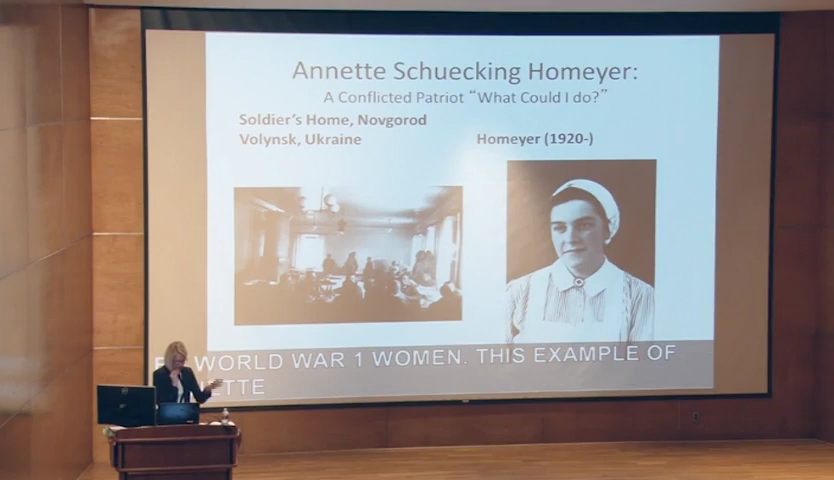 Annette Schuecking Homeyer:
A Conflicted Patriot “What Could I do?”
Soldier’s Home, Novgorod
Volynsk, Ukraine
Homeyer (1920-)
WORLD WAR 1 WOMEN. THIS EXAMPLE OF